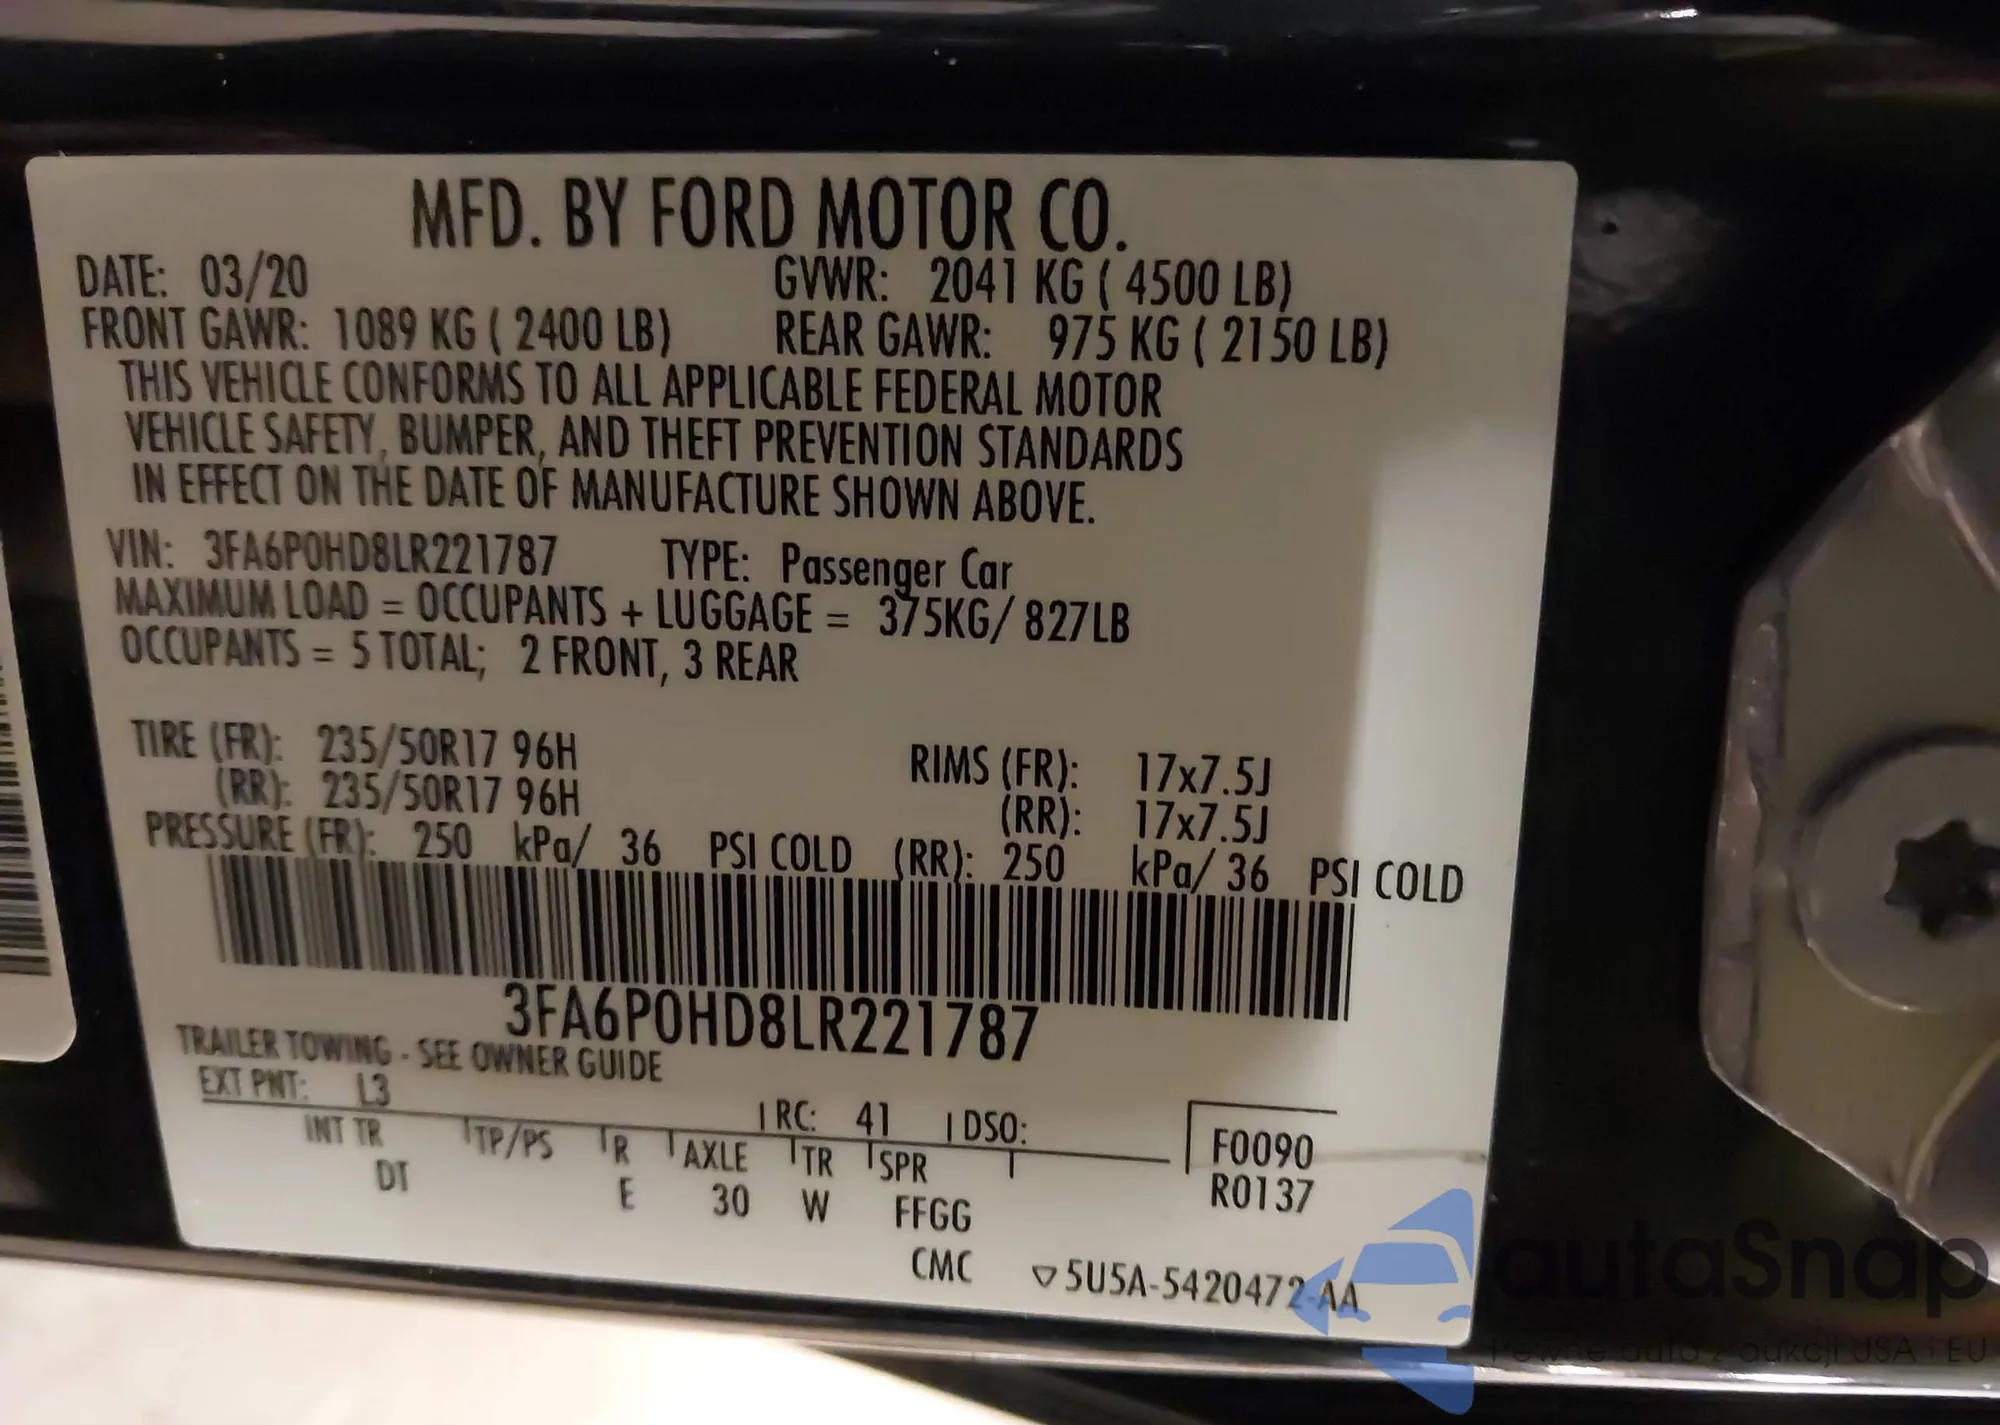 MFD. BY FORD MOTOR CO.
DATE: 03/20 GVWR: 2041 KG ( 4500 LB)
FRONT GAWR: 1089 KG ( 2400 LB) REAR GAWR: 975 KG ( 2150 LB)
THIS VEHICLE CONFORMS TO ALL APPLICABLE FEDERAL MOTOR
VEHICLE SAFETY, BUMPER, AND THEFT PREVENTION STANDARDS
IN EFFECT ON THE DATE OF MANUFACTURE SHOWN ABOVE.
VIN: 3FA6P0HD8LR221787 TYPE: Passenger Car
MAXIMUM LOAD = OCCUPANTS + LUGGAGE = 375KG/ 827LB
OCCUPANTS = 5 TOTAL; 2 FRONT, 3 REAR
TIRE (FR): 235/50R17 96H RIMS (FR): 17x7.5J
(RR): 235/50R17 96H (RR): 17x7.5J
PRESSURE (FR): 250 kPa/ 36 PSI COLD (RR): 250 kPa/ 36 PSI COLD
3FA6P0HD8LR221787
TRAILER TOWING - SEE OWNER GUIDE
EXT PNT: L3 RC: 41 DSO:
INT TR TP/PS R AXLE TR SPR F0090
DT E 30 W FFGG R0137
CMC ▽5U5A-5420472-AA
autaSnap
Pewne auta z aukcji USA i EU